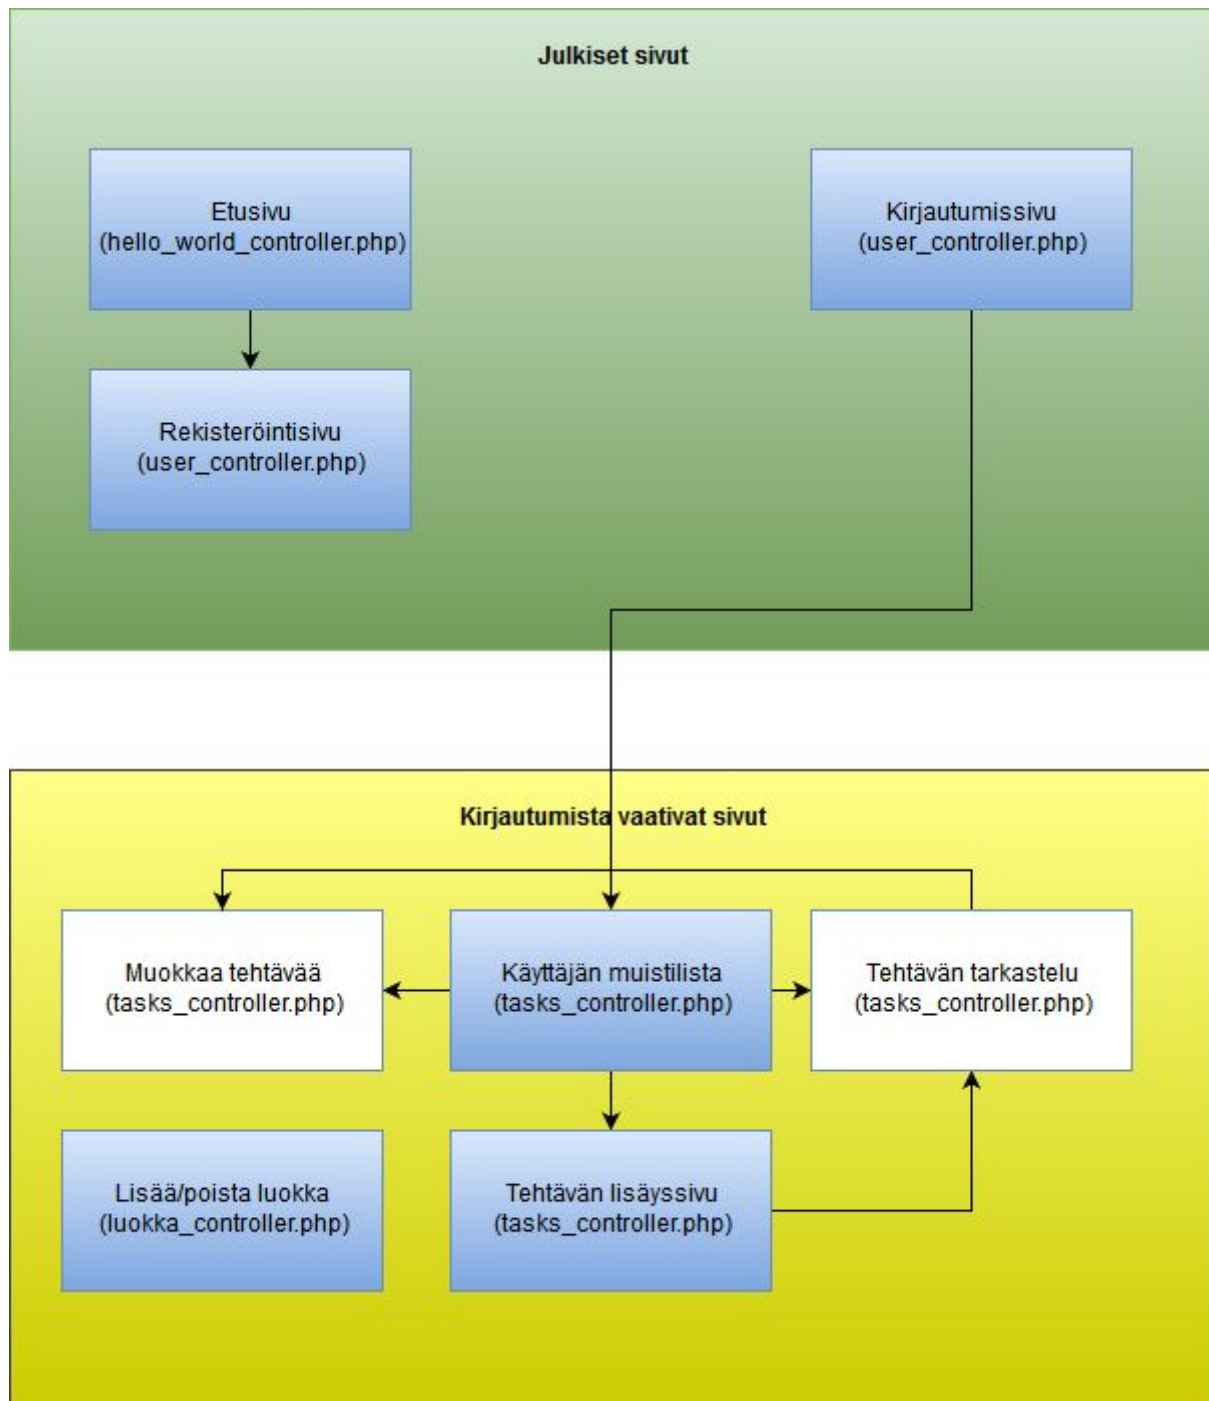 Julkiset sivut
Etusivu
(hello_world_controller.php)
Kirjautumissivu
(user_controller.php)
Rekisteröintisivu
(user_controller.php)
Kirjautumista vaativat sivut
Muokkaa tehtävää
(tasks_controller.php)
Käyttäjän muistilista
(tasks_controller.php)
Tehtävän tarkastelu
(tasks_controller.php)
Lisää/poista luokka
(luokka_controller.php)
Tehtävän lisäyssivu
(tasks_controller.php)